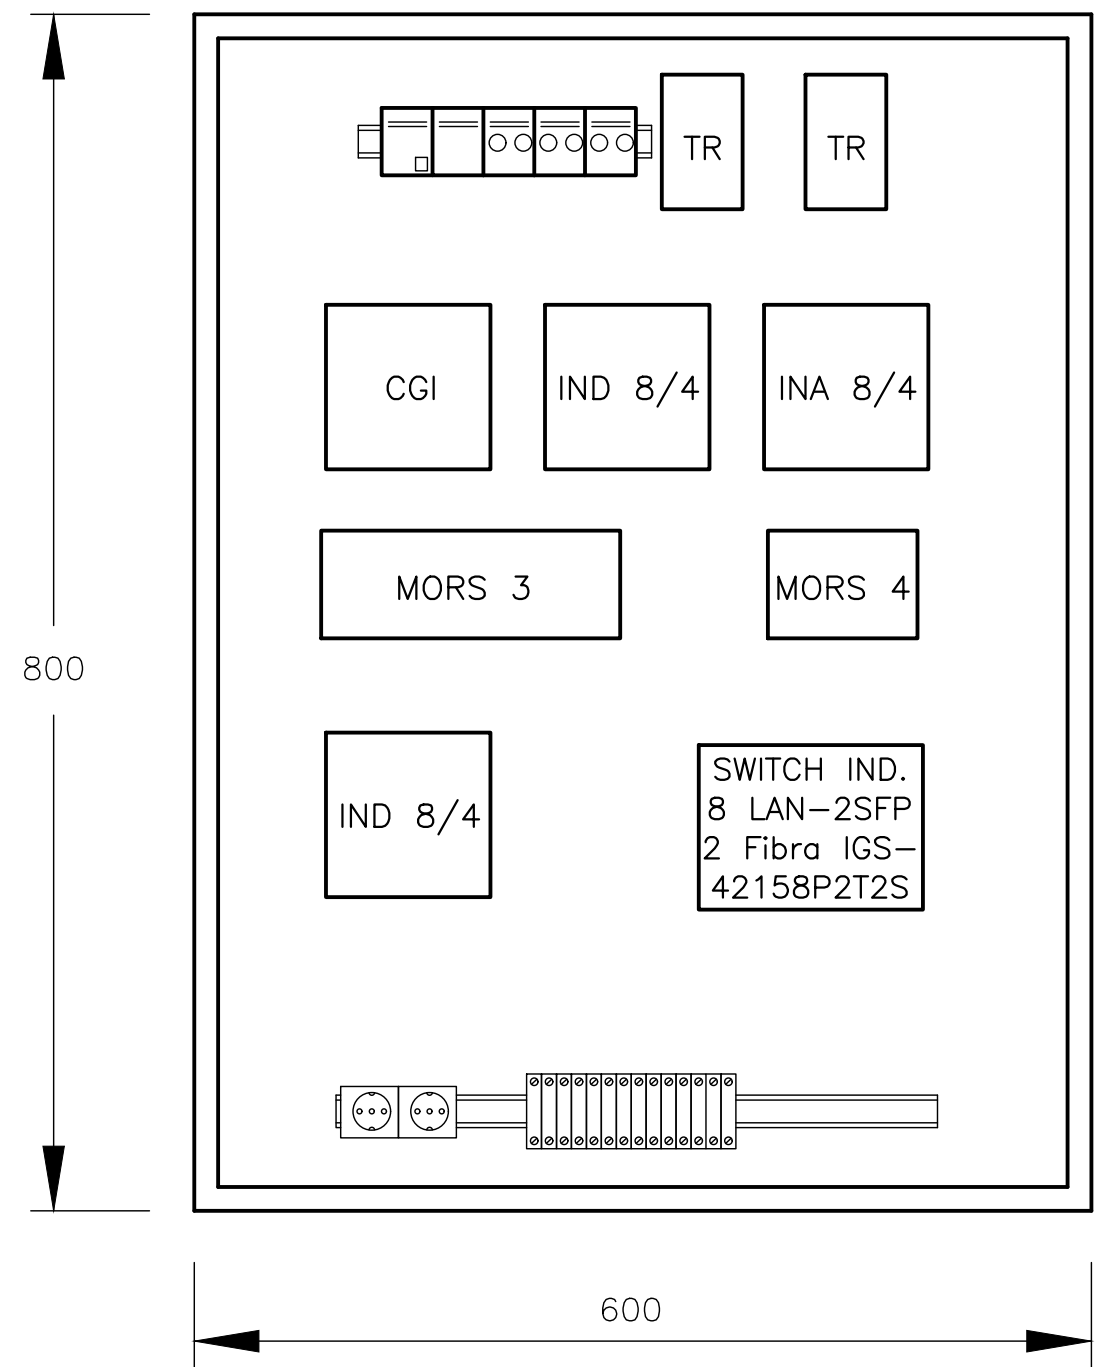 TR
TR
CGI
IND 8/4
INA 8/4
MORS 3
MORS 4
800
IND 8/4
SWITCH IND.
8 LAN-2SFP
2 Fibra IGS-
42158P2T2S
600